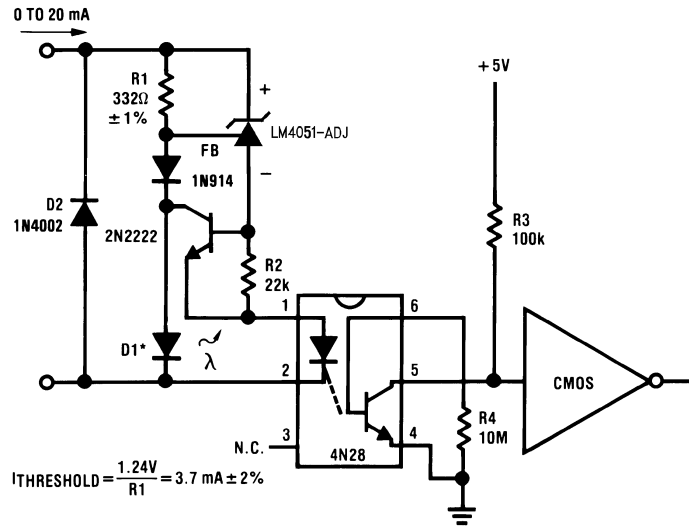 0 TO 20 mA
+5V
R1
332Ω
±1%
+
LM4051-ADJ
FB
1N914
−
D2
1N4002
2N2222
R3
100k
R2
22k
1
6
D1*
λ
2
5
CMOS
R4
10M
N.C.
3
4
4N28
ITHRESHOLD = 1.24V / R1 = 3.7 mA ± 2%